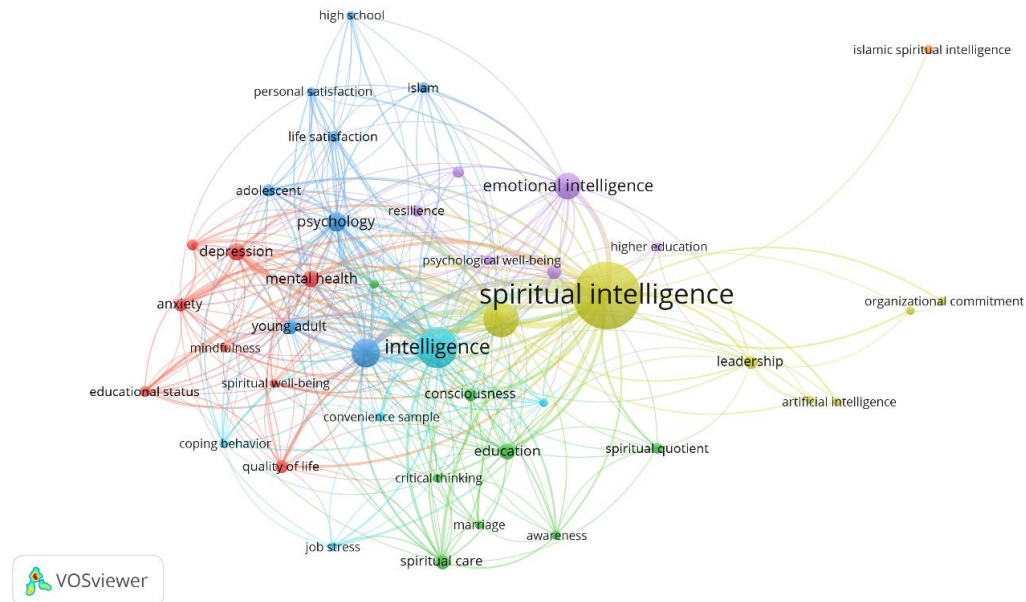 high school
islamic spiritual intelligence
personal satisfaction
islam
life satisfaction
adolescent
emotional intelligence
resilience
psychology
depression
higher education
psychological well-being
mental health
spiritual intelligence
anxiety
organizational commitment
young adult
intelligence
mindfulness
leadership
spiritual well-being
educational status
consciousness
artificial intelligence
convenience sample
coping behavior
education
spiritual quotient
quality of life
critical thinking
marriage
awareness
job stress
spiritual care
VOSviewer